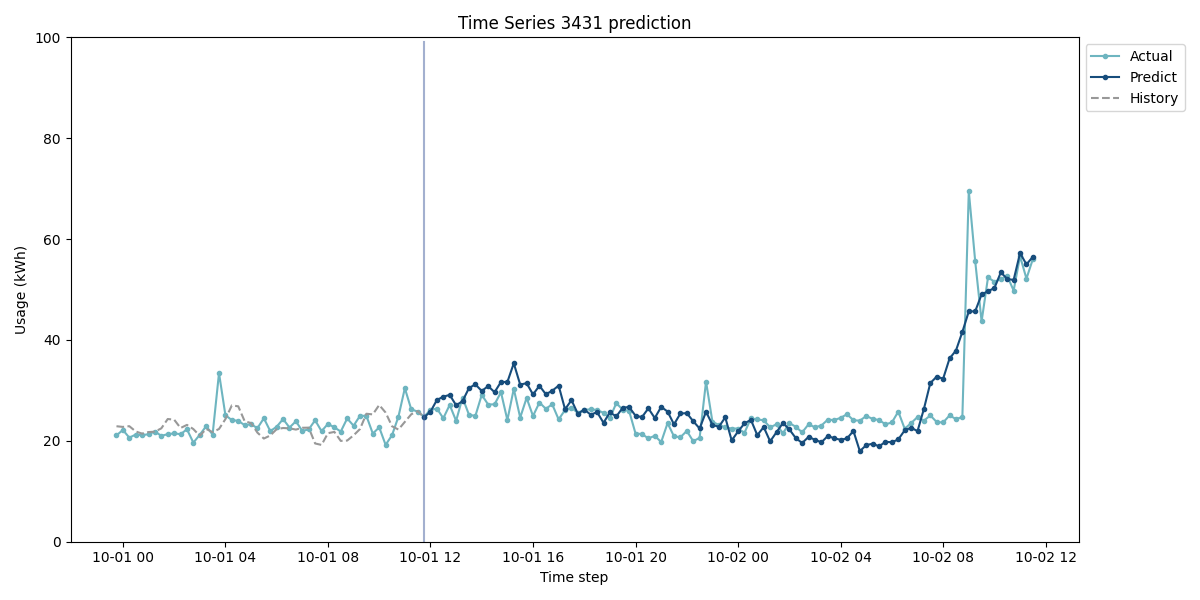 Time Series 3431 prediction
Usage (kWh)
100
80
60
40
20
0
10-01 00
10-01 04
10-01 08
10-01 12
10-01 16
10-01 20
10-02 00
10-02 04
10-02 08
10-02 12
Time step
Actual
Predict
History